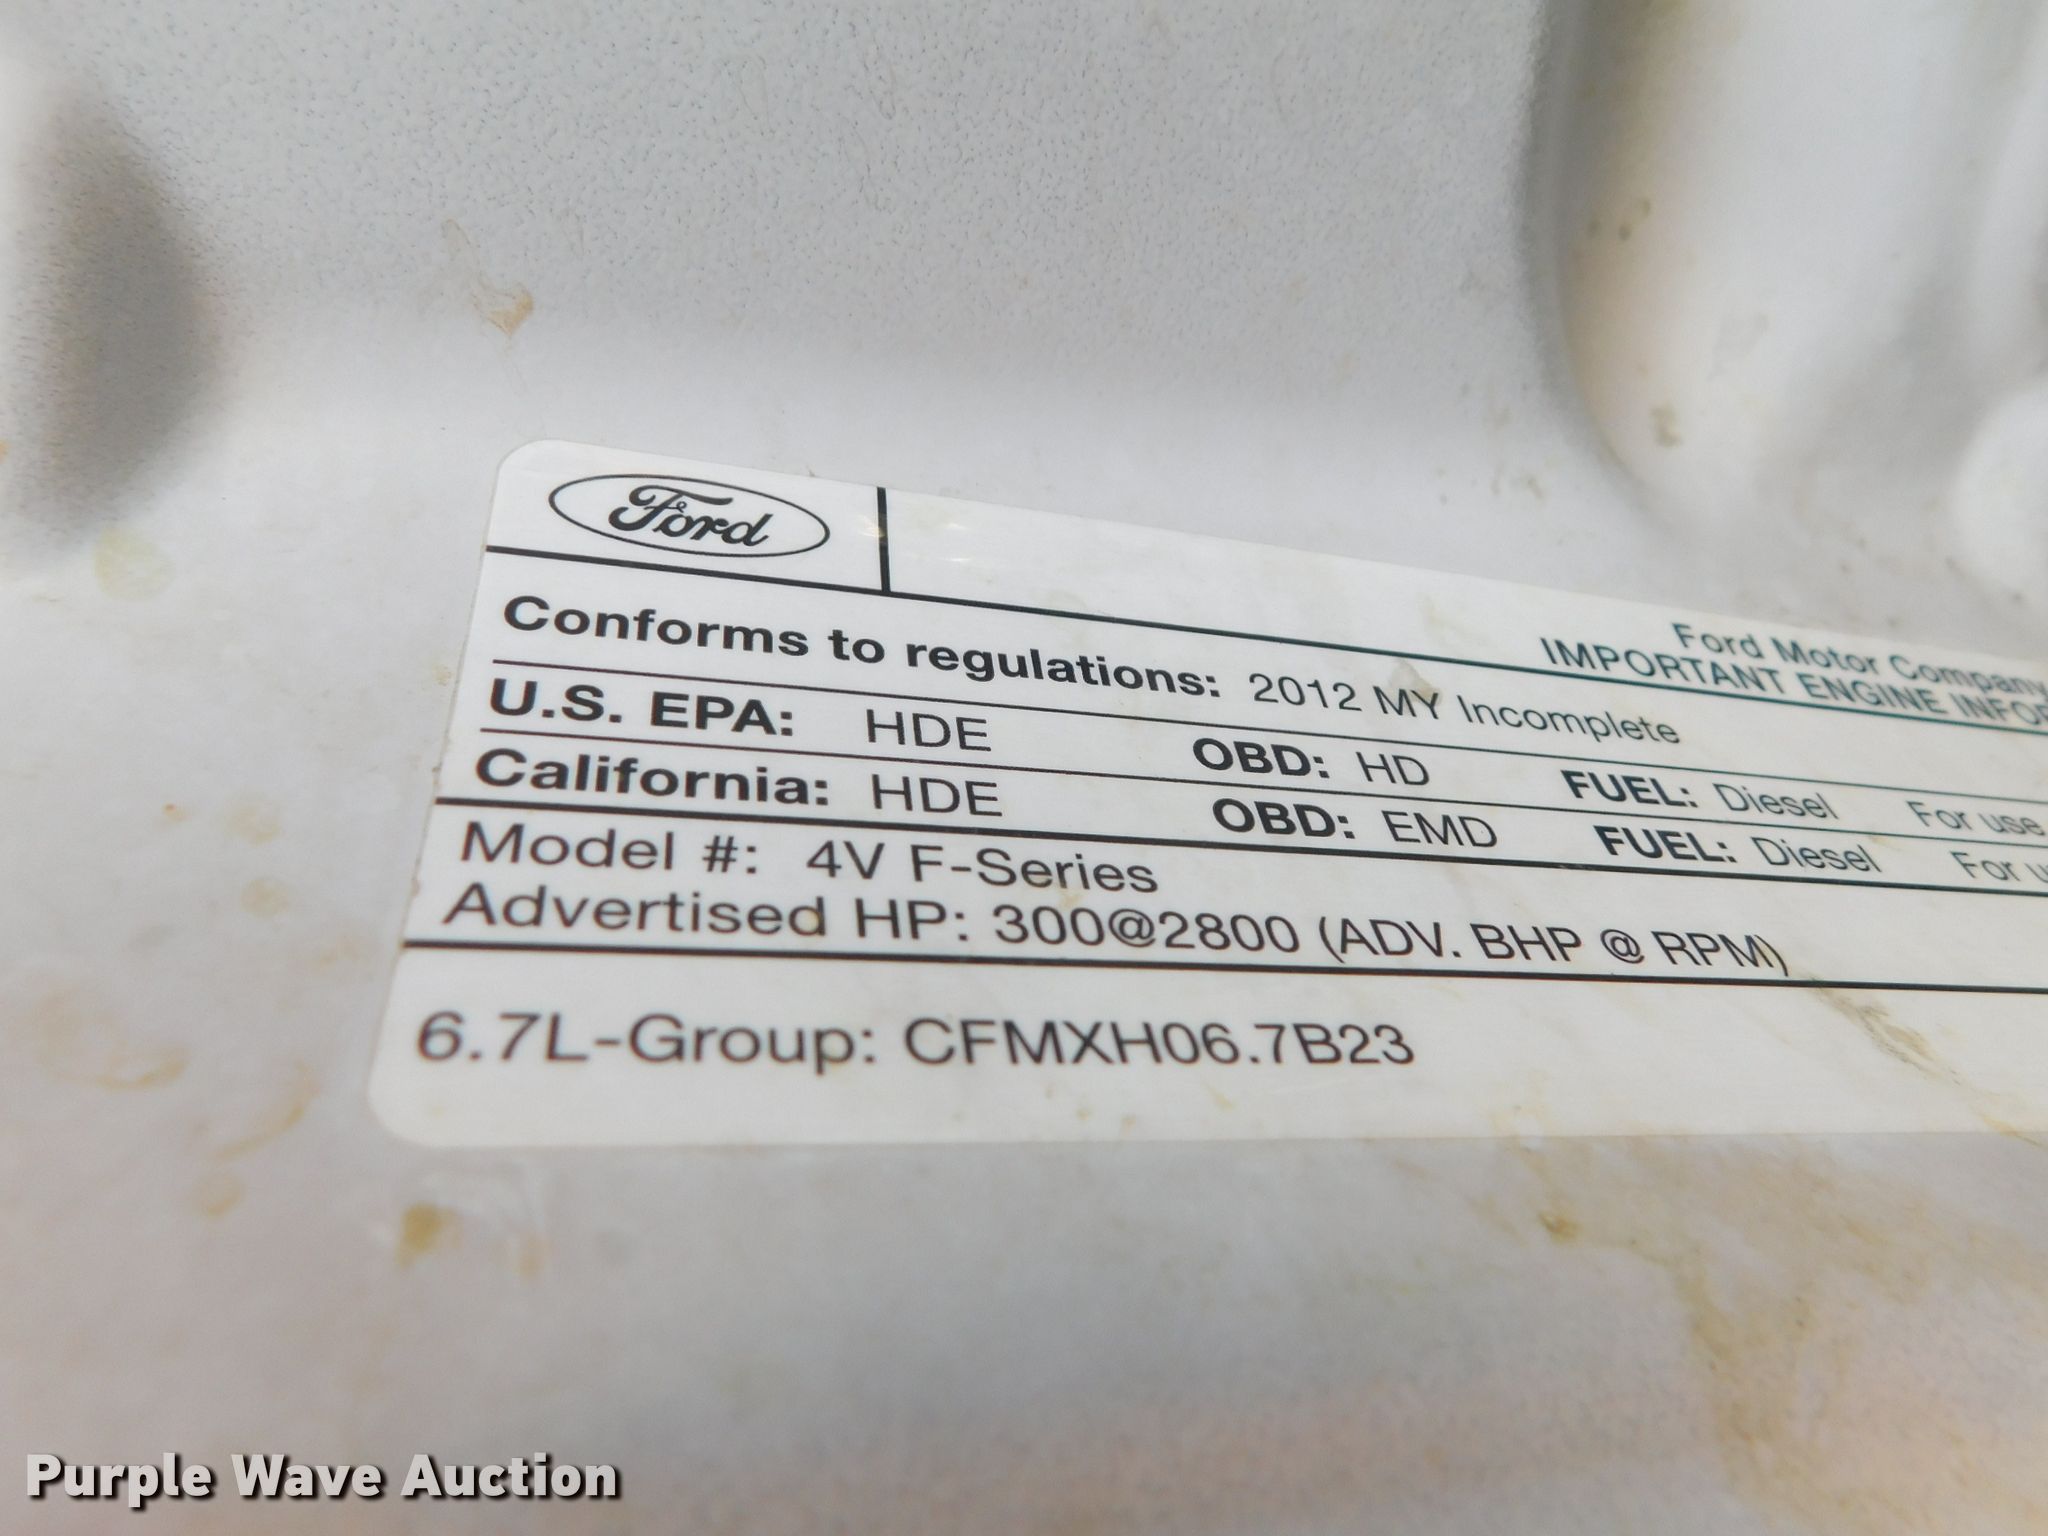 Ford
Ford Motor Company
IMPORTANT ENGINE
Conforms to regulations: 2012 MY Incomplete
U.S. EPA: HDE OBD: HD FUEL: Diesel For use
California: HDE OBD: EMD FUEL: Diesel For
Model #: 4V F-Series
Advertised HP: 300@2800 (ADV. BHP @ RPM)
6.7L-Group: CFMXH06.7B23
Purple Wave Auction